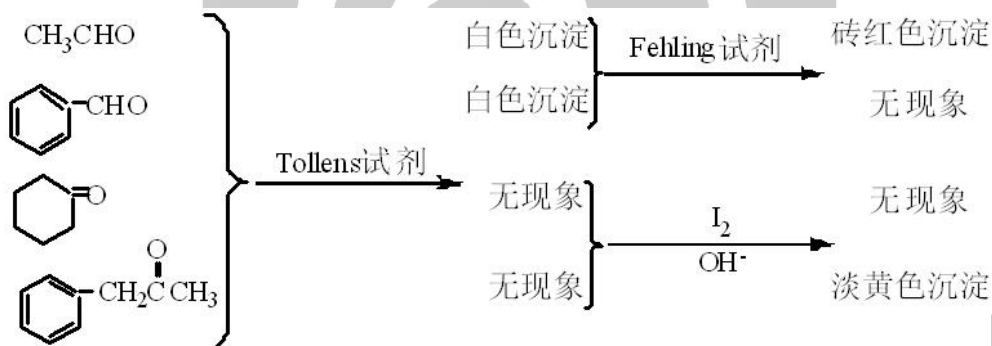 CH3CHO
白色沉淀
Fehling试剂
砖红色沉淀
CHO
白色沉淀
无现象
Tollens试剂
O
无现象
I2
无现象
OH-
O
CH2CCH3
无现象
淡黄色沉淀